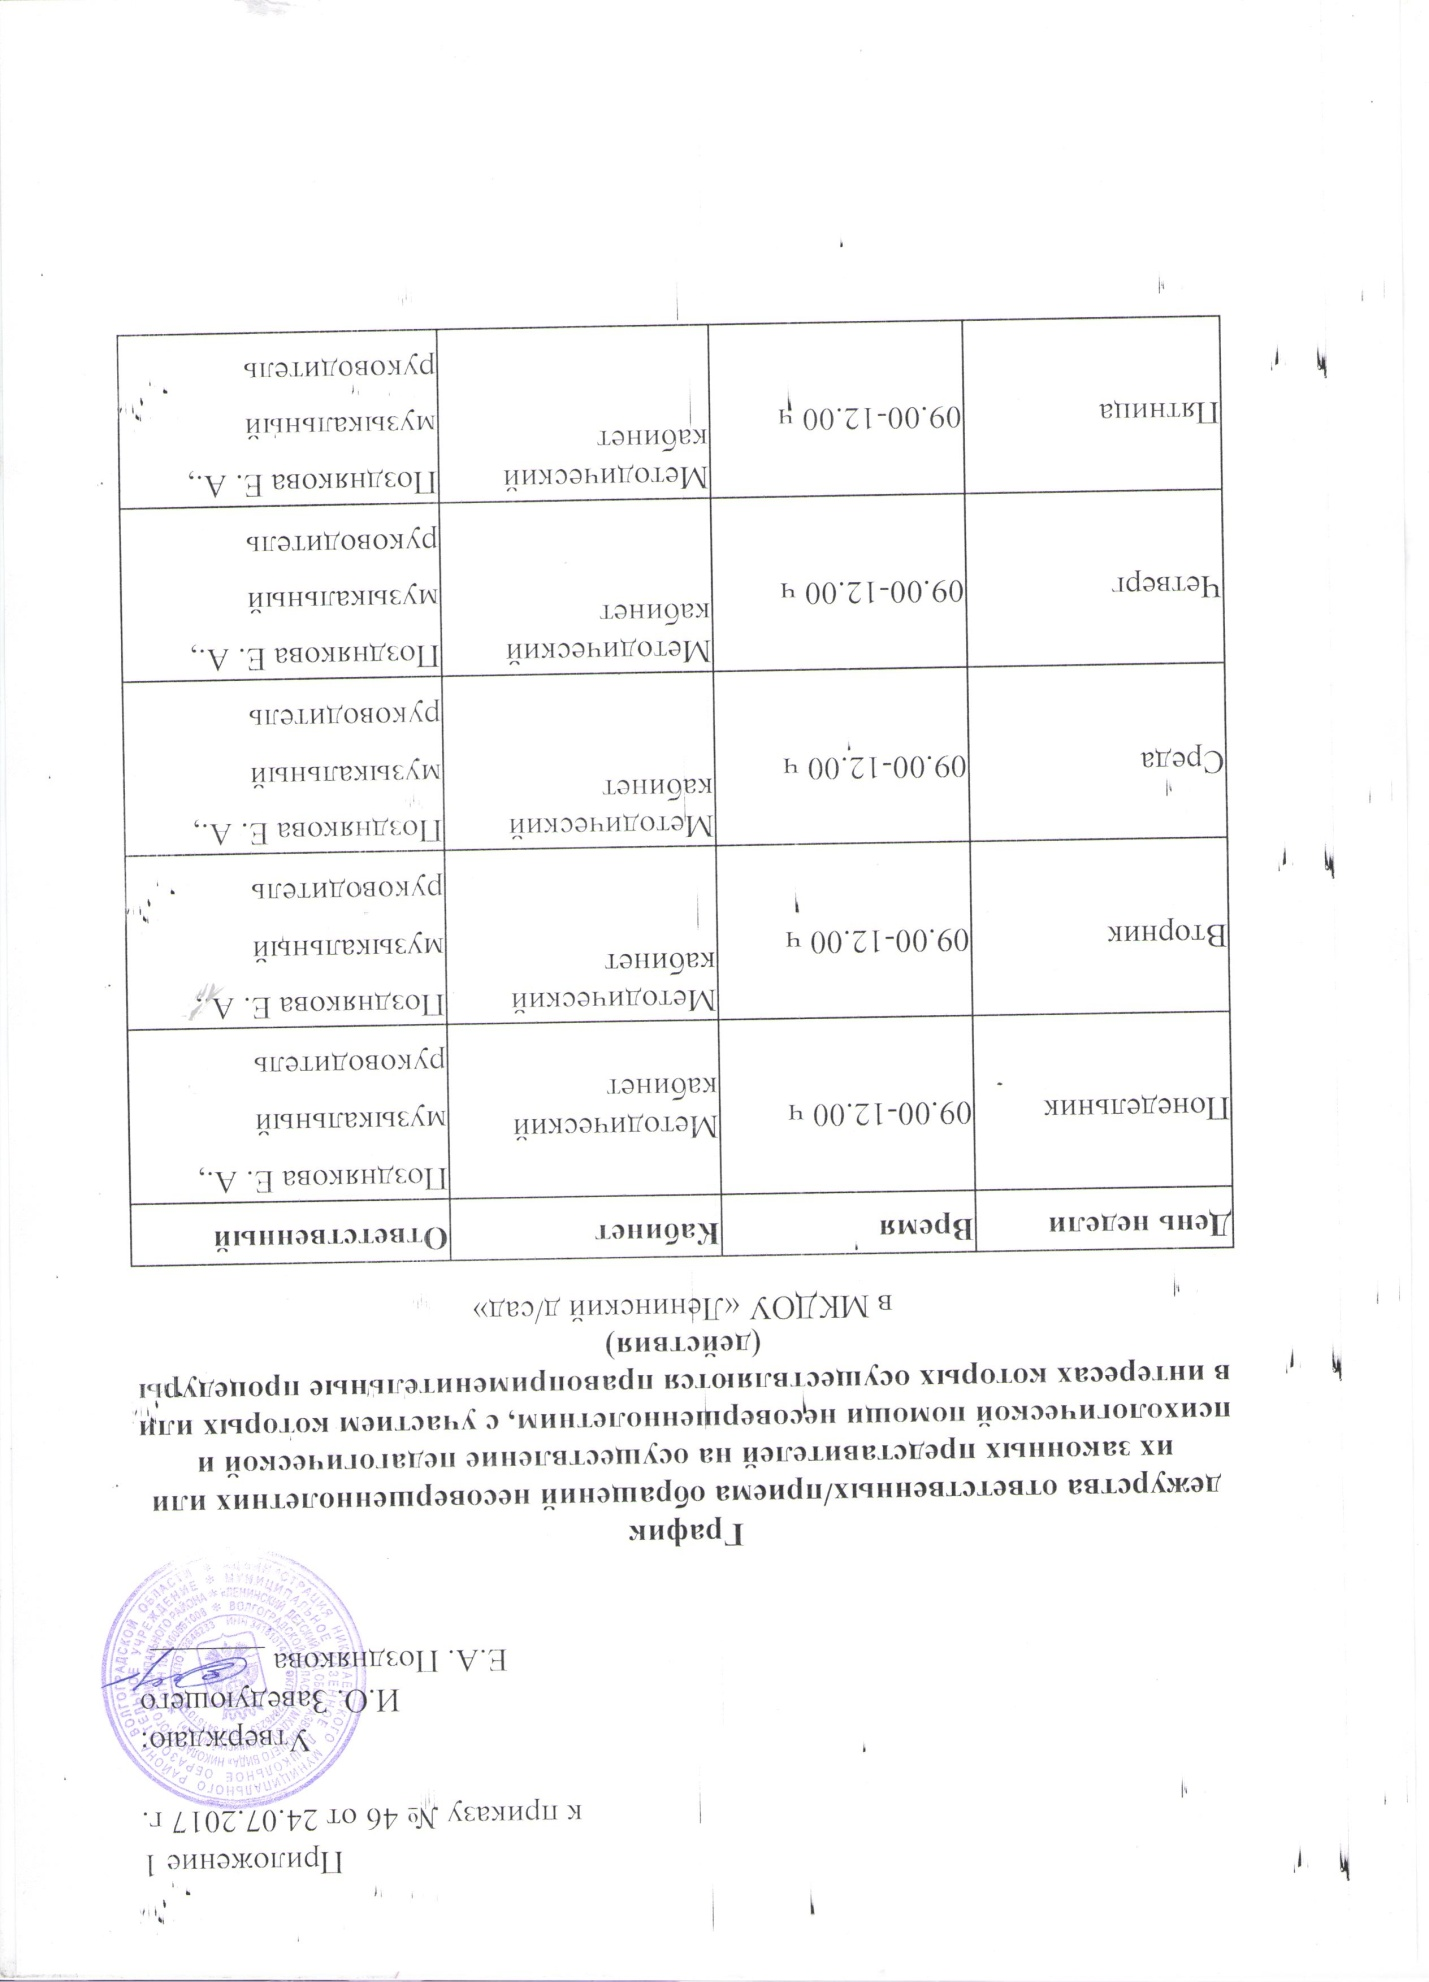 Приложение 1
к приказу № 46 от 24.07.2017 г.
Утверждаю:
И.О. Заведующего
Е.А. Позднякова
График
дежурства ответственных/приема обращений несовершеннолетних или
их законных представителей на осуществление педагогической и
психологической помощи несовершеннолетним, с участием которых или
в интересах которых осуществляются правоприменительные процедуры
(действия)
в МКДОУ «Ленинский д/сад»
День недели Время Кабинет Ответственный
Понедельник 09.00-12.00 ч Методический
кабинет
Позднякова Е. А.,
музыкальный
руководитель
Вторник 09.00-12.00 ч Методический
кабинет
Позднякова Е. А.,
музыкальный
руководитель
Среда 09.00-12.00 ч Методический
кабинет
Позднякова Е. А.,
музыкальный
руководитель
Четверг 09.00-12.00 ч Методический
кабинет
Позднякова Е. А.,
музыкальный
руководитель
Пятница 09.00-12.00 ч Методический
кабинет
Позднякова Е. А.,
музыкальный
руководитель